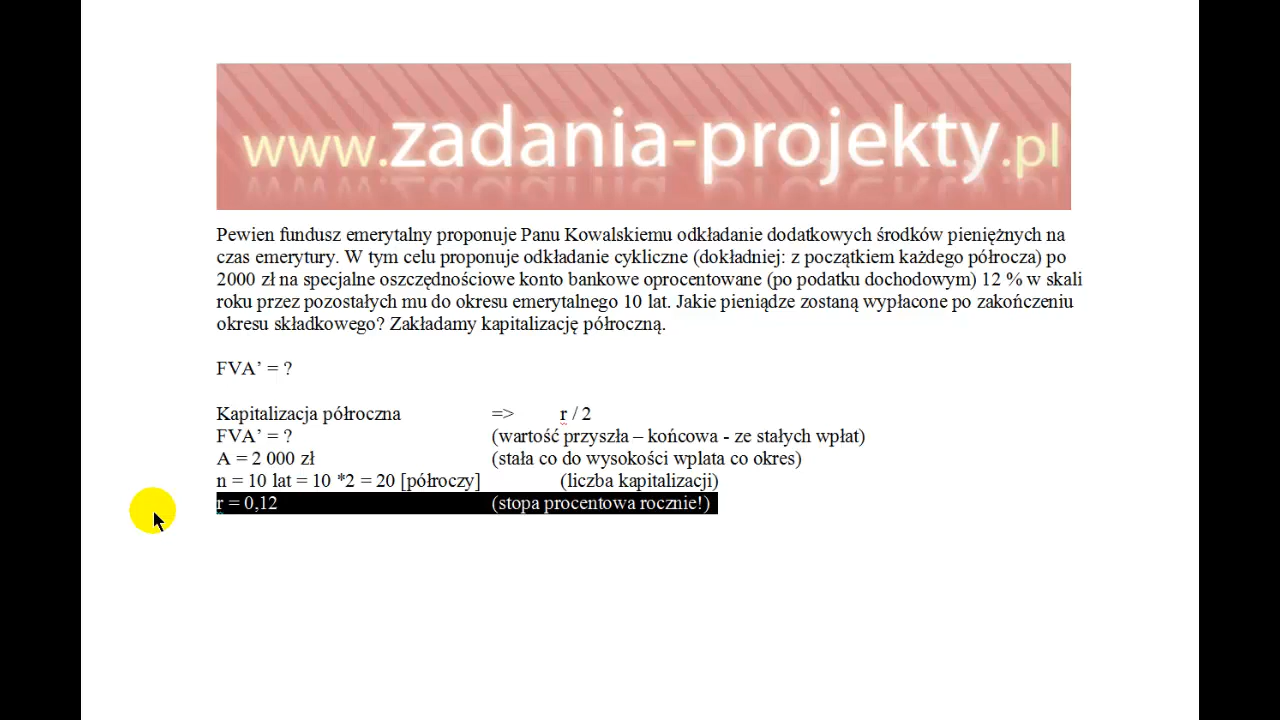 www.zadania-projekty.pl
Pewien fundusz emerytalny proponuje Panu Kowalskiemu odkładanie dodatkowych środków pieniężnych na
czas emerytury. W tym celu proponuje odkładanie cykliczne (dokładniej: z początkiem każdego półrocza) po
2000 zł na specjalne oszczędnościowe konto bankowe oprocentowane (po podatku dochodowym) 12 % w skali
roku przez pozostałych mu do okresu emerytalnego 10 lat. Jakie pieniądze zostaną wypłacone po zakończeniu
okresu składkowego? Zakładamy kapitalizację półroczną.
FVA’ = ?
Kapitalizacja półroczna => r / 2
FVA’ = ? (wartość przyszła – końcowa - ze stałych wpłat)
A = 2 000 zł (stała co do wysokości wplata co okres)
n = 10 lat = 10 *2 = 20 [półroczy] (liczba kapitalizacji)
r = 0,12 (stopa procentowa rocznie!)